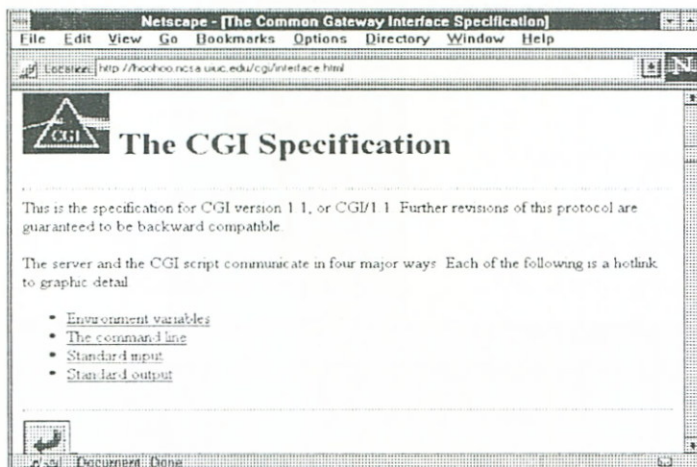 Netscape - [The Common Gateway Interface Specification]
File Edit View Go Bookmarks Options Directory Window Help
Location: http://hoohoo.ncsa.uiuc.edu/cgi/interface.html
N
CGI
The CGI Specification
This is the specification for CGI version 1.1, or CGI/1.1. Further revisions of this protocol are
guaranteed to be backward compatible.
The server and the CGI script communicate in four major ways. Each of the following is a hotlink
to graphic detail.
• Environment variables
• The command line
• Standard input
• Standard output
Document: Done